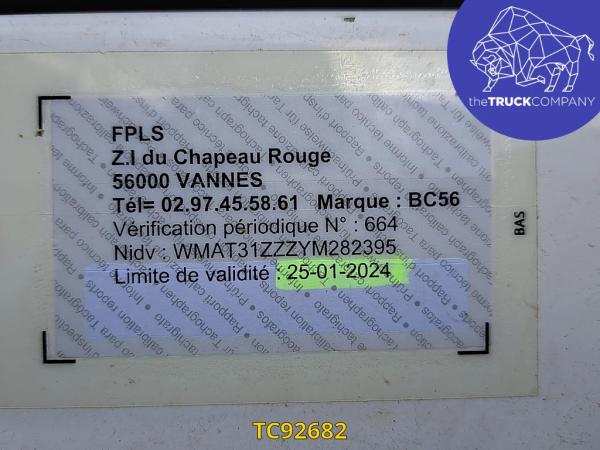 theTRUCKCOMPANY
FPLS
Z.I du Chapeau Rouge
56000 VANNES
Tél= 02.97.45.58.61 Marque : BC56
Vérification périodique N° : 664
Nidv : WMAT31ZZZYM282395
Limite de validité : 25-01-2024
BAS
TC92682